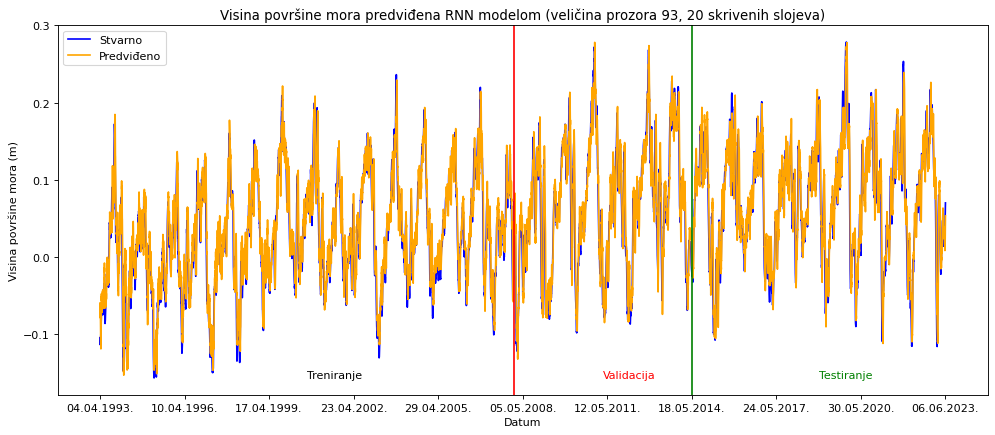 Visina površine mora predviđena RNN modelom (veličina prozora 93, 20 skrivenih slojeva)
Stvarno
Predviđeno
Visina površine mora (m)
0.3
0.2
0.1
0.0
−0.1
Treniranje
Validacija
Testiranje
04.04.1993.
10.04.1996.
17.04.1999.
23.04.2002.
29.04.2005.
05.05.2008.
12.05.2011.
18.05.2014.
24.05.2017.
30.05.2020.
06.06.2023.
Datum